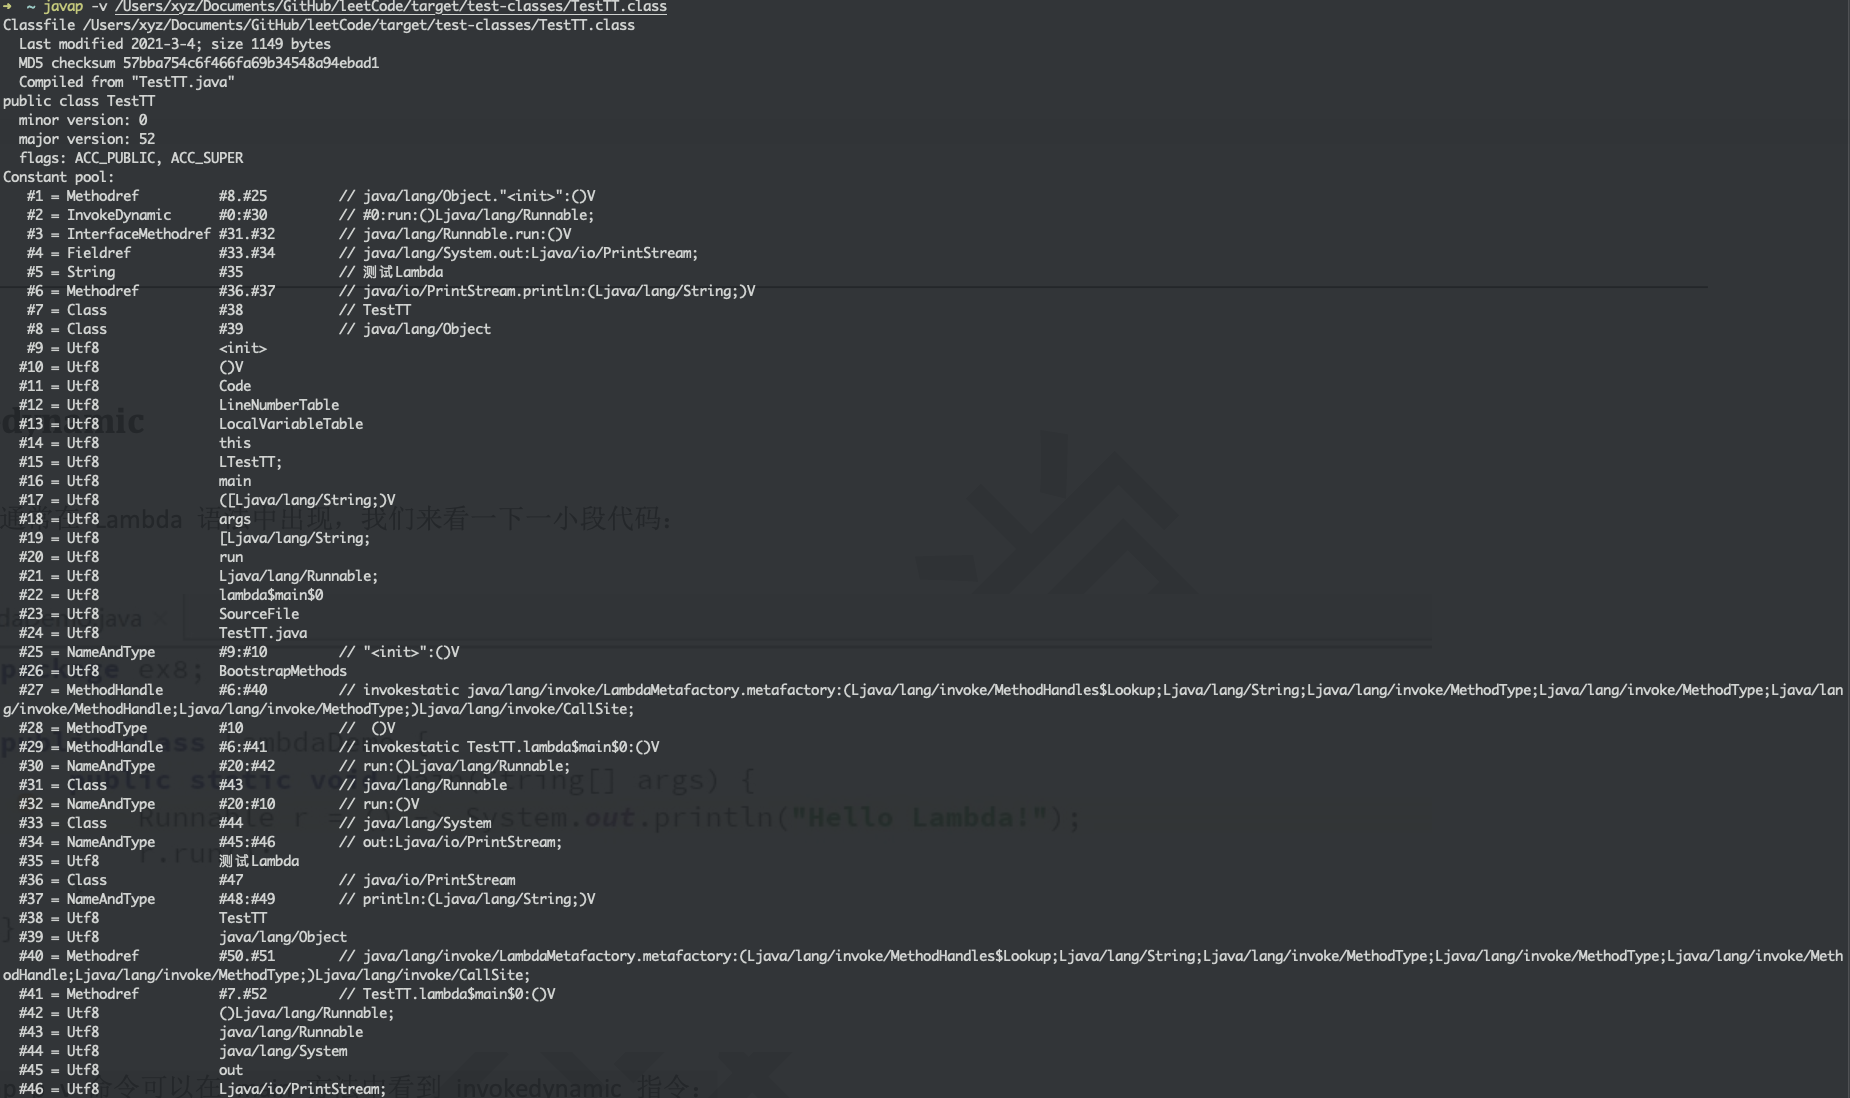 ➜  ~ javap -v /Users/xyz/Documents/GitHub/leetCode/target/test-classes/TestTT.class
Classfile /Users/xyz/Documents/GitHub/leetCode/target/test-classes/TestTT.class
  Last modified 2021-3-4; size 1149 bytes
  MD5 checksum 57bba754c6f466fa69b34548a94ebad1
  Compiled from "TestTT.java"
public class TestTT
  minor version: 0
  major version: 52
  flags: ACC_PUBLIC, ACC_SUPER
Constant pool:
   #1 = Methodref          #8.#25         // java/lang/Object."<init>":()V
   #2 = InvokeDynamic      #0:#30         // #0:run:()Ljava/lang/Runnable;
   #3 = InterfaceMethodref #31.#32        // java/lang/Runnable.run:()V
   #4 = Fieldref           #33.#34        // java/lang/System.out:Ljava/io/PrintStream;
   #5 = String             #35            // 测试Lambda
   #6 = Methodref          #36.#37        // java/io/PrintStream.println:(Ljava/lang/String;)V
   #7 = Class              #38            // TestTT
   #8 = Class              #39            // java/lang/Object
   #9 = Utf8               <init>
  #10 = Utf8               ()V
  #11 = Utf8               Code
  #12 = Utf8               LineNumberTable
  #13 = Utf8               LocalVariableTable
  #14 = Utf8               this
  #15 = Utf8               LTestTT;
  #16 = Utf8               main
  #17 = Utf8               ([Ljava/lang/String;)V
  #18 = Utf8               args
  #19 = Utf8               [Ljava/lang/String;
  #20 = Utf8               run
  #21 = Utf8               Ljava/lang/Runnable;
  #22 = Utf8               lambda$main$0
  #23 = Utf8               SourceFile
  #24 = Utf8               TestTT.java
  #25 = NameAndType        #9:#10         // "<init>":()V
  #26 = Utf8               BootstrapMethods
  #27 = MethodHandle       #6:#40         // invokestatic java/lang/invoke/LambdaMetafactory.metafactory:(Ljava/lang/invoke/MethodHandles$Lookup;Ljava/lang/String;Ljava/lang/invoke/MethodType;Ljava/lang/invoke/MethodType;Ljava/lan
g/invoke/MethodHandle;Ljava/lang/invoke/MethodType;)Ljava/lang/invoke/CallSite;
  #28 = MethodType         #10            //  ()V
  #29 = MethodHandle       #6:#41         // invokestatic TestTT.lambda$main$0:()V
  #30 = NameAndType        #20:#42        // run:()Ljava/lang/Runnable;
  #31 = Class              #43            // java/lang/Runnable
  #32 = NameAndType        #20:#10        // run:()V
  #33 = Class              #44            // java/lang/System
  #34 = NameAndType        #45:#46        // out:Ljava/io/PrintStream;
  #35 = Utf8               测试Lambda
  #36 = Class              #47            // java/io/PrintStream
  #37 = NameAndType        #48:#49        // println:(Ljava/lang/String;)V
  #38 = Utf8               TestTT
  #39 = Utf8               java/lang/Object
  #40 = Methodref          #50.#51        // java/lang/invoke/LambdaMetafactory.metafactory:(Ljava/lang/invoke/MethodHandles$Lookup;Ljava/lang/String;Ljava/lang/invoke/MethodType;Ljava/lang/invoke/MethodType;Ljava/lang/invoke/Meth
odHandle;Ljava/lang/invoke/MethodType;)Ljava/lang/invoke/CallSite;
  #41 = Methodref          #7.#52         // TestTT.lambda$main$0:()V
  #42 = Utf8               ()Ljava/lang/Runnable;
  #43 = Utf8               java/lang/Runnable
  #44 = Utf8               java/lang/System
  #45 = Utf8               out
  #46 = Utf8               Ljava/io/PrintStream;